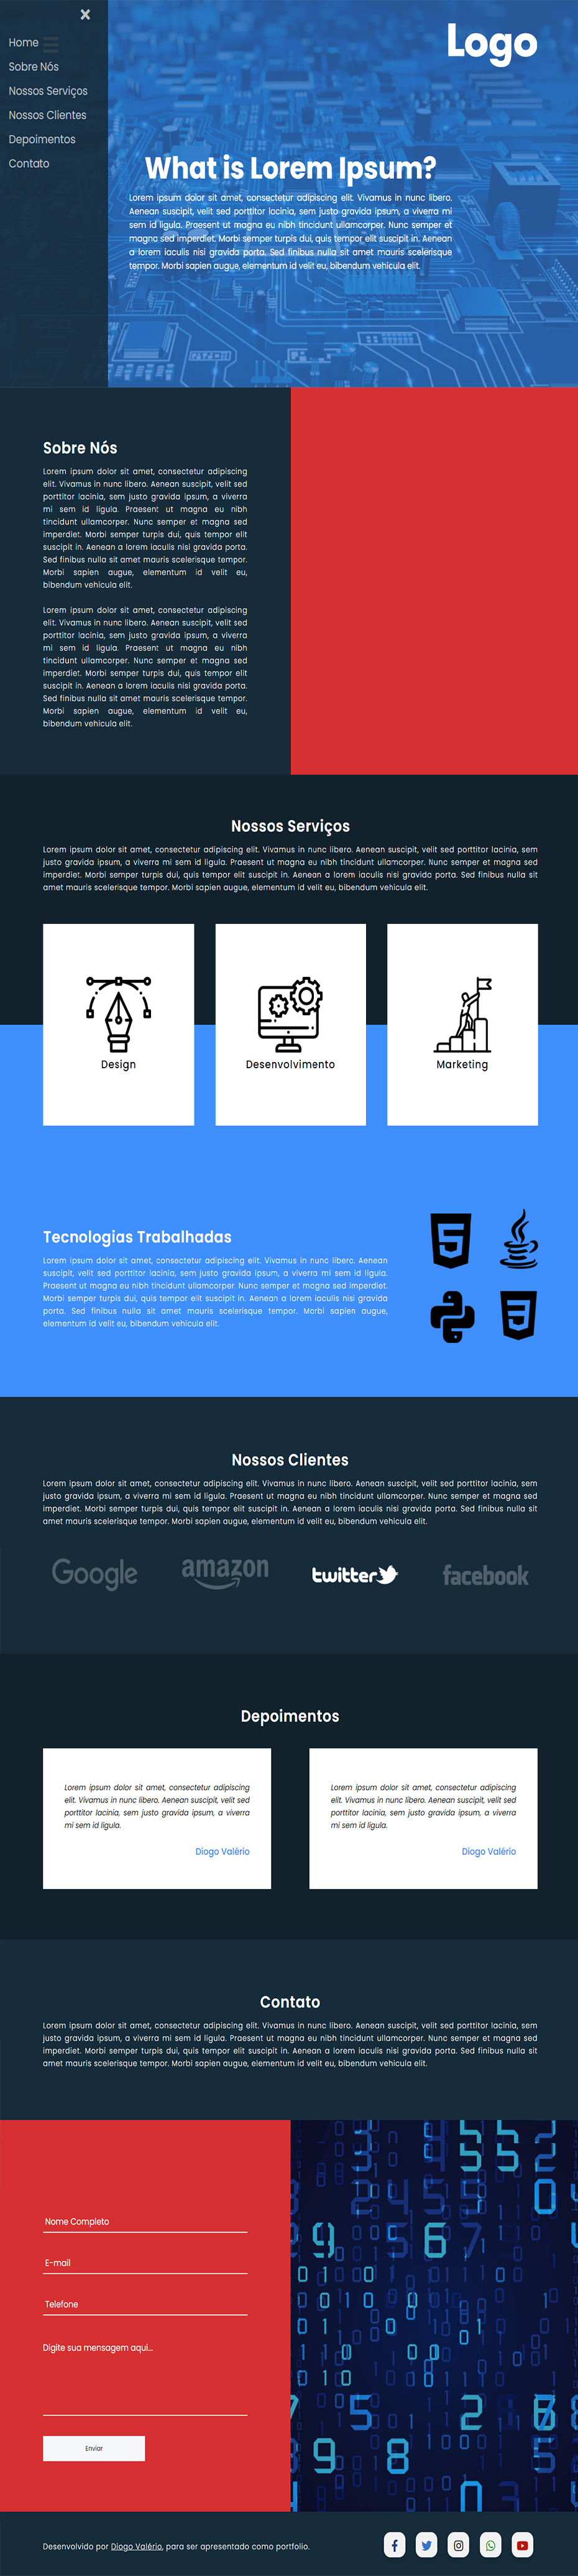 ×
Home
Sobre Nós
Nossos Serviços
Nossos Clientes
Depoimentos
Contato
Logo
What is Lorem Ipsum?
Lorem ipsum dolor sit amet, consectetur adipiscing elit. Vivamus in nunc libero.
Aenean suscipit, velit sed porttitor lacinia, sem justo gravida ipsum, a viverra mi
sem id ligula. Praesent ut magna eu nibh tincidunt ullamcorper. Nunc semper et
magna sed imperdiet. Morbi semper turpis dui, quis tempor elit suscipit in. Aenean
a lorem iaculis nisi gravida porta. Sed finibus nulla sit amet mauris scelerisque
tempor. Morbi sapien augue, elementum id velit eu, bibendum vehicula elit.
Sobre Nós
Lorem ipsum dolor sit amet, consectetur adipiscing
elit. Vivamus in nunc libero. Aenean suscipit, velit sed
porttitor lacinia, sem justo gravida ipsum, a viverra
mi sem id ligula. Praesent ut magna eu nibh
tincidunt ullamcorper. Nunc semper et magna sed
imperdiet. Morbi semper turpis dui, quis tempor elit
suscipit in. Aenean a lorem iaculis nisi gravida porta.
Sed finibus nulla sit amet mauris scelerisque tempor.
Morbi sapien augue, elementum id velit eu,
bibendum vehicula elit.
Lorem ipsum dolor sit amet, consectetur adipiscing
elit. Vivamus in nunc libero. Aenean suscipit, velit sed
porttitor lacinia, sem justo gravida ipsum, a viverra
mi sem id ligula. Praesent ut magna eu nibh
tincidunt ullamcorper. Nunc semper et magna sed
imperdiet. Morbi semper turpis dui, quis tempor elit
suscipit in. Aenean a lorem iaculis nisi gravida porta.
Sed finibus nulla sit amet mauris scelerisque tempor.
Morbi sapien augue, elementum id velit eu,
bibendum vehicula elit.
Nossos Serviços
Lorem ipsum dolor sit amet, consectetur adipiscing elit. Vivamus in nunc libero. Aenean suscipit, velit sed porttitor lacinia, sem
justo gravida ipsum, a viverra mi sem id ligula. Praesent ut magna eu nibh tincidunt ullamcorper. Nunc semper et magna sed
imperdiet. Morbi semper turpis dui, quis tempor elit suscipit in. Aenean a lorem iaculis nisi gravida porta. Sed finibus nulla sit
amet mauris scelerisque tempor. Morbi sapien augue, elementum id velit eu, bibendum vehicula elit.
Design
Desenvolvimento
Marketing
Tecnologias Trabalhadas
Lorem ipsum dolor sit amet, consectetur adipiscing elit. Vivamus in nunc libero. Aenean
suscipit, velit sed porttitor lacinia, sem justo gravida ipsum, a viverra mi sem id ligula.
Praesent ut magna eu nibh tincidunt ullamcorper. Nunc semper et magna sed imperdiet.
Morbi semper turpis dui, quis tempor elit suscipit in. Aenean a lorem iaculis nisi gravida
porta. Sed finibus nulla sit amet mauris scelerisque tempor. Morbi sapien augue,
elementum id velit eu, bibendum vehicula elit.
Nossos Clientes
Lorem ipsum dolor sit amet, consectetur adipiscing elit. Vivamus in nunc libero. Aenean suscipit, velit sed porttitor lacinia, sem
justo gravida ipsum, a viverra mi sem id ligula. Praesent ut magna eu nibh tincidunt ullamcorper. Nunc semper et magna sed
imperdiet. Morbi semper turpis dui, quis tempor elit suscipit in. Aenean a lorem iaculis nisi gravida porta. Sed finibus nulla sit
amet mauris scelerisque tempor. Morbi sapien augue, elementum id velit eu, bibendum vehicula elit.
Google amazon twitter facebook
Depoimentos
Lorem ipsum dolor sit amet, consectetur adipiscing
elit. Vivamus in nunc libero. Aenean suscipit, velit sed
porttitor lacinia, sem justo gravida ipsum, a viverra
mi sem id ligula.
Diogo Valério
Lorem ipsum dolor sit amet, consectetur adipiscing
elit. Vivamus in nunc libero. Aenean suscipit, velit sed
porttitor lacinia, sem justo gravida ipsum, a viverra
mi sem id ligula.
Diogo Valério
Contato
Lorem ipsum dolor sit amet, consectetur adipiscing elit. Vivamus in nunc libero. Aenean suscipit, velit sed porttitor lacinia, sem
justo gravida ipsum, a viverra mi sem id ligula. Praesent ut magna eu nibh tincidunt ullamcorper. Nunc semper et magna sed
imperdiet. Morbi semper turpis dui, quis tempor elit suscipit in. Aenean a lorem iaculis nisi gravida porta. Sed finibus nulla sit
amet mauris scelerisque tempor. Morbi sapien augue, elementum id velit eu, bibendum vehicula elit.
Nome Completo
E-mail
Telefone
Digite sua mensagem aqui...
Enviar
Desenvolvido por Diogo Valério, para ser apresentado como portfolio.